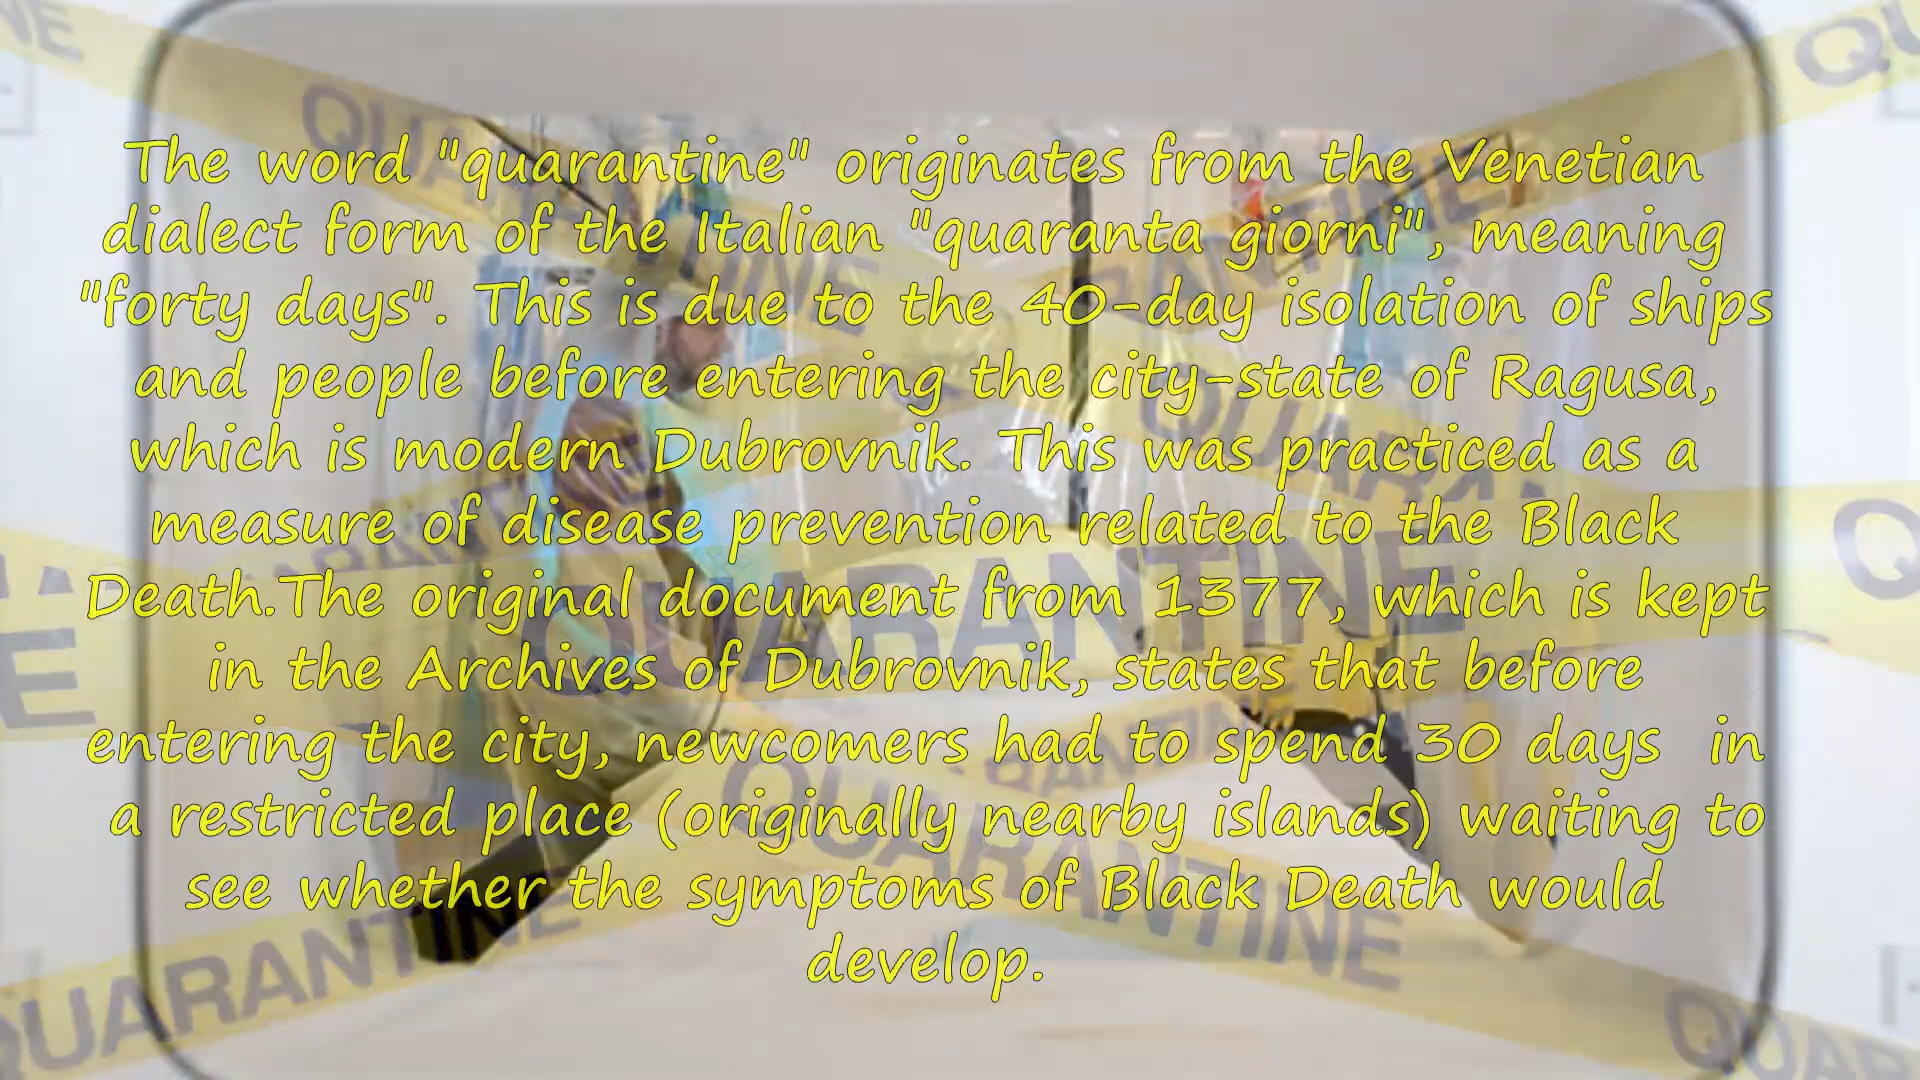 The word "quarantine" originates from the Venetian
dialect form of the Italian "quaranta giorni", meaning
"forty days". This is due to the 40-day isolation of ships
and people before entering the city-state of Ragusa,
which is modern Dubrovnik. This was practiced as a
measure of disease prevention related to the Black
Death.The original document from 1377, which is kept
in the Archives of Dubrovnik, states that before
entering the city, newcomers had to spend 30 days  in
a restricted place (originally nearby islands) waiting to
see whether the symptoms of Black Death would
develop.
QUARANTINE
QUARANTINE
QUARANTINE